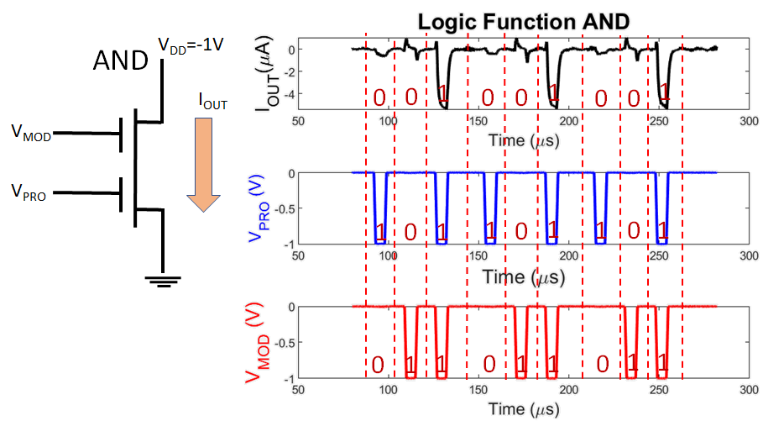 AND
V_DD=-1V
I_OUT
V_MOD
V_PRO
Logic Function AND
I_OUT(μA)
0
-2
-4
0 0 1 0 0 1 0 0 1
50 100 150 200 250 300
Time (μs)
V_PRO (V)
0
-0.5
-1
1 0 1 1 0 1 1 0 1
50 100 150 200 250 300
Time (μs)
V_MOD (V)
0
-0.5
-1
0 1 1 0 1 1 0 1 1
50 100 150 200 250 300
Time (μs)